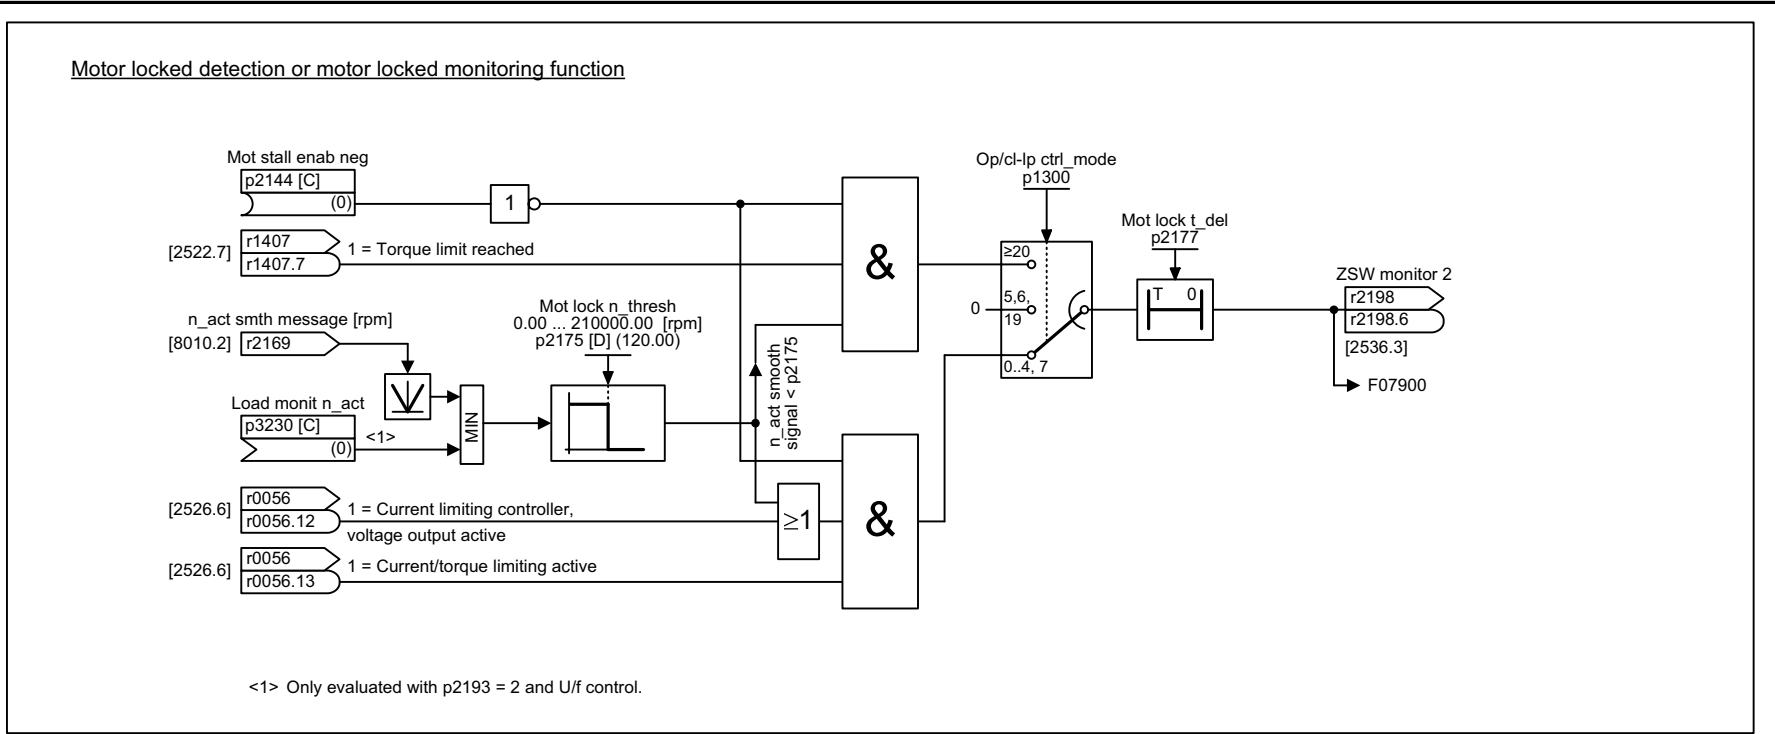 Motor locked detection or motor locked monitoring function
Mot stall enab neg
p2144 [C]
(0)
1
[2522.7]
r1407
r1407.7
1 = Torque limit reached
n_act smth message [rpm]
[8010.2]
r2169
Load monit n_act
p3230 [C]
(0)
<1>
MIN
Mot lock n_thresh
0.00 ... 210000.00 [rpm]
p2175 [D] (120.00)
n_act smooth
signal < p2175
[2526.6]
r0056
r0056.12
1 = Current limiting controller,
voltage output active
≥1
[2526.6]
r0056
r0056.13
1 = Current/torque limiting active
&
&
Op/cl-lp ctrl_mode
p1300
≥20
0
5,6,
19
0..4, 7
Mot lock t_del
p2177
T 0
ZSW monitor 2
r2198
r2198.6
[2536.3]
F07900
<1> Only evaluated with p2193 = 2 and U/f control.